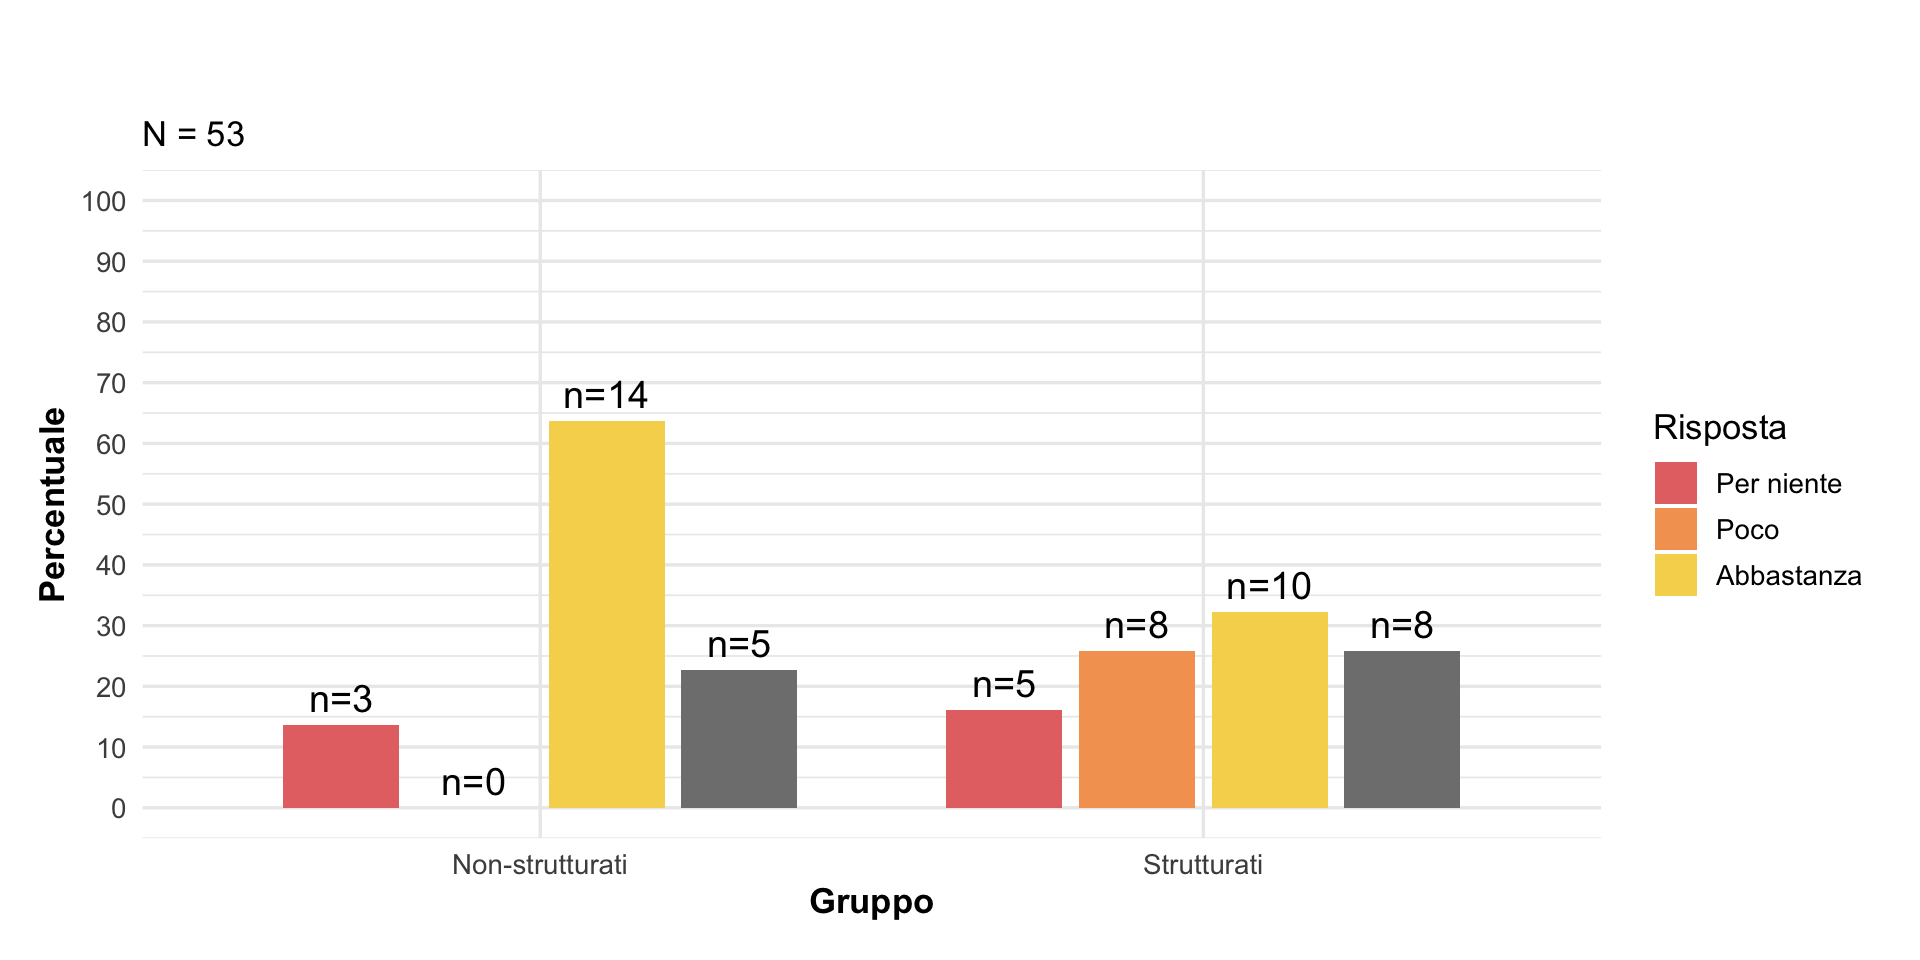 N = 53
100
90
80
70
60
50
40
30
20
10
0
Percentuale
n=3
n=0
n=14
n=5
n=5
n=8
n=10
n=8
Non-strutturati
Strutturati
Gruppo
Risposta
Per niente
Poco
Abbastanza